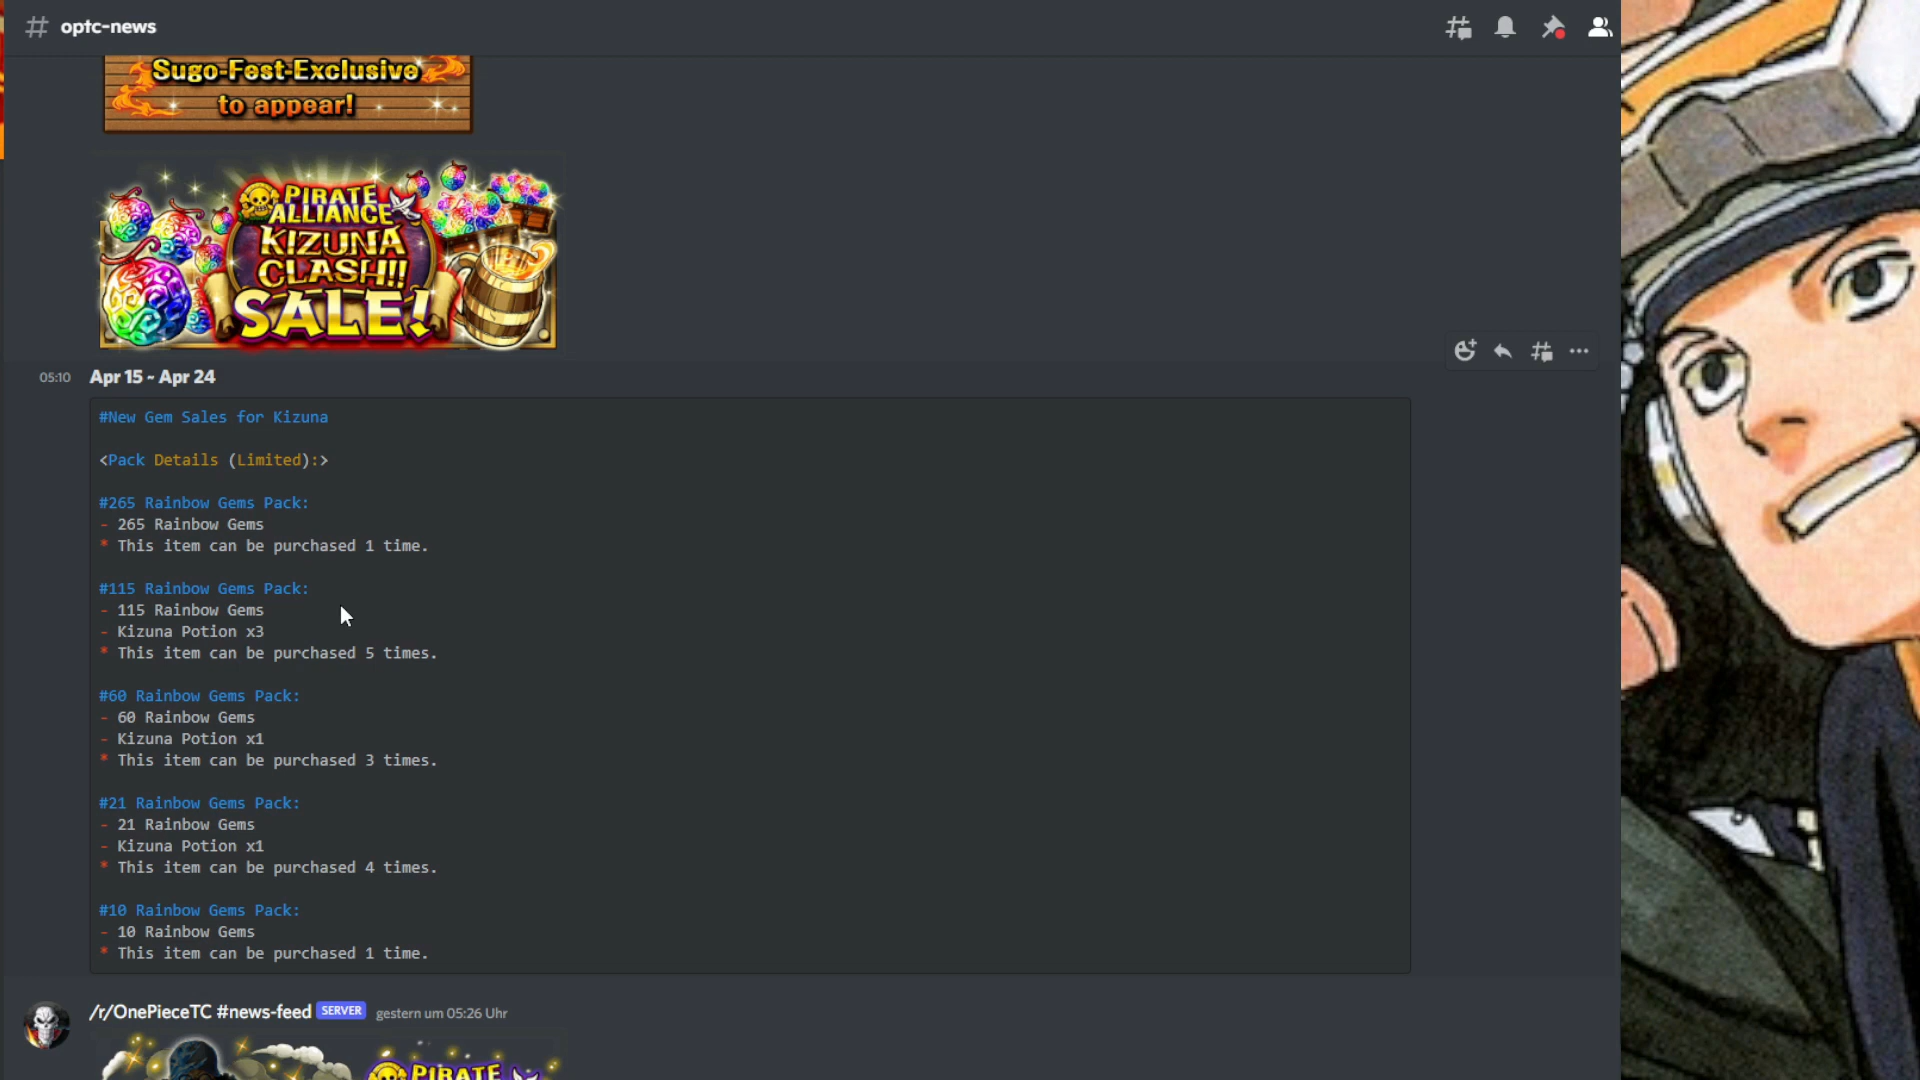 optc-news
Sugo-Fest-Exclusive
to appear!
PIRATE
ALLIANCE
KIZUNA
CLASH!!
SALE!
05:10 Apr 15 ~ Apr 24
#New Gem Sales for Kizuna
<Pack Details (Limited):>
#265 Rainbow Gems Pack:
- 265 Rainbow Gems
* This item can be purchased 1 time.
#115 Rainbow Gems Pack:
- 115 Rainbow Gems
- Kizuna Potion x3
* This item can be purchased 5 times.
#60 Rainbow Gems Pack:
- 60 Rainbow Gems
- Kizuna Potion x1
* This item can be purchased 3 times.
#21 Rainbow Gems Pack:
- 21 Rainbow Gems
- Kizuna Potion x1
* This item can be purchased 4 times.
#10 Rainbow Gems Pack:
- 10 Rainbow Gems
* This item can be purchased 1 time.
/r/OnePieceTC #news-feed SERVER gestern um 05:26 Uhr
PIRATE